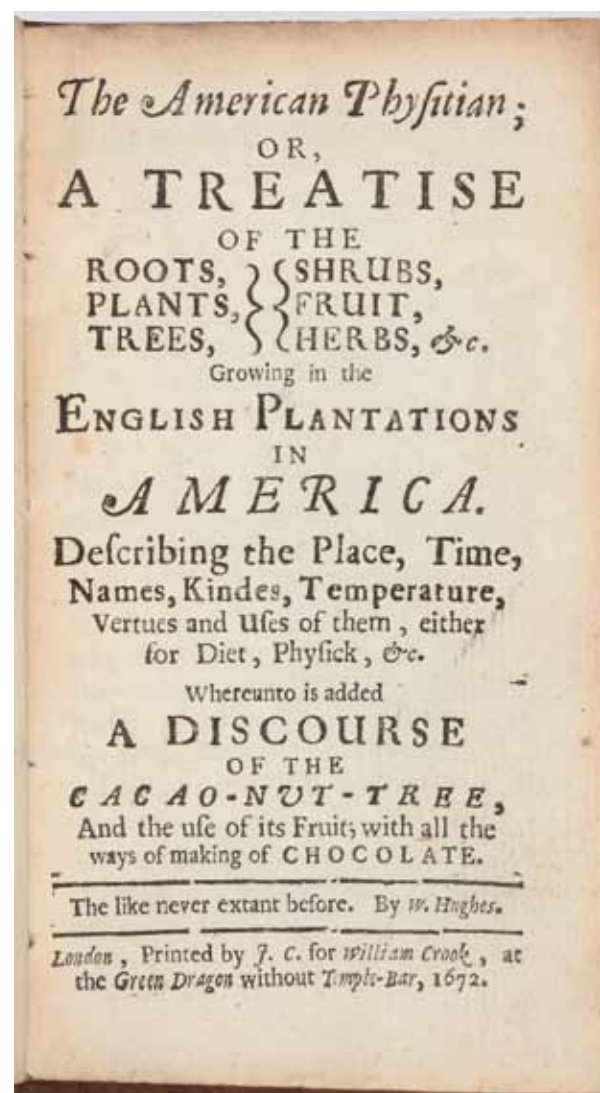 The American Phyſitian;
OR,
A TREATISE
OF THE
ROOTS, SHRUBS,
PLANTS, FRUIT,
TREES, HERBS, &c.
Growing in the
ENGLISH PLANTATIONS
IN
AMERICA.
Deſcribing the Place, Time,
Names, Kindes, Temperature,
Vertues and Uſes of them, either
for Diet, Phyſick, &c.
Whereunto is added
A DISCOURSE
OF THE
CACAO-NUT-TREE,
And the uſe of its Fruit; with all the
ways of making of CHOCOLATE.
The like never extant before. By W. Hughes.
London, Printed by J. C. for William Crook, at
the Green Dragon without Temple-Bar, 1672.